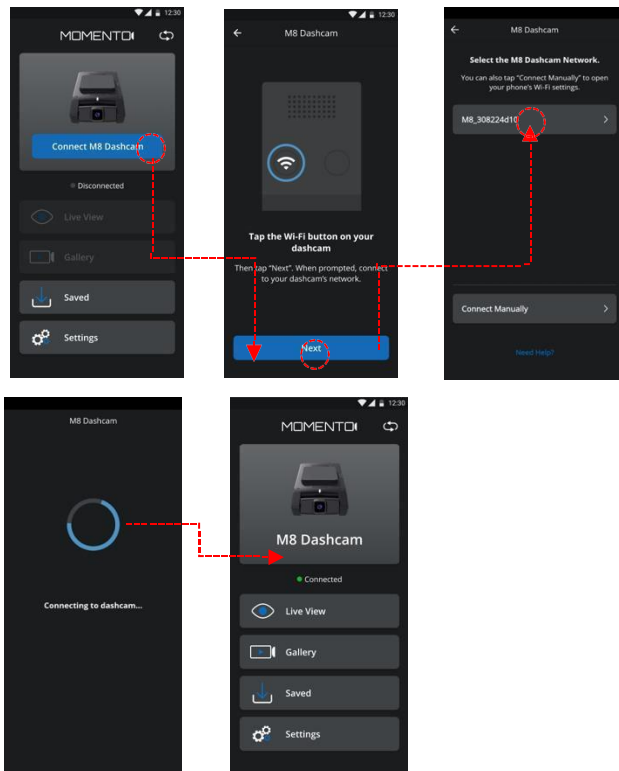 12:30
MOMENTO
Connect M8 Dashcam
Disconnected
Live View
Gallery
Saved
Settings
12:30
M8 Dashcam
Tap the Wi-Fi button on your
dashcam
Then tap "Next". When prompted, connect
to your dashcam's network.
Next
M8 Dashcam
Select the M8 Dashcam Network.
You can also tap "Connect Manually" to open
your phone's Wi-Fi settings.
M8_308224d10
Connect Manually
Need Help?
M8 Dashcam
Connecting to dashcam...
12:30
MOMENTO
M8 Dashcam
Connected
Live View
Gallery
Saved
Settings